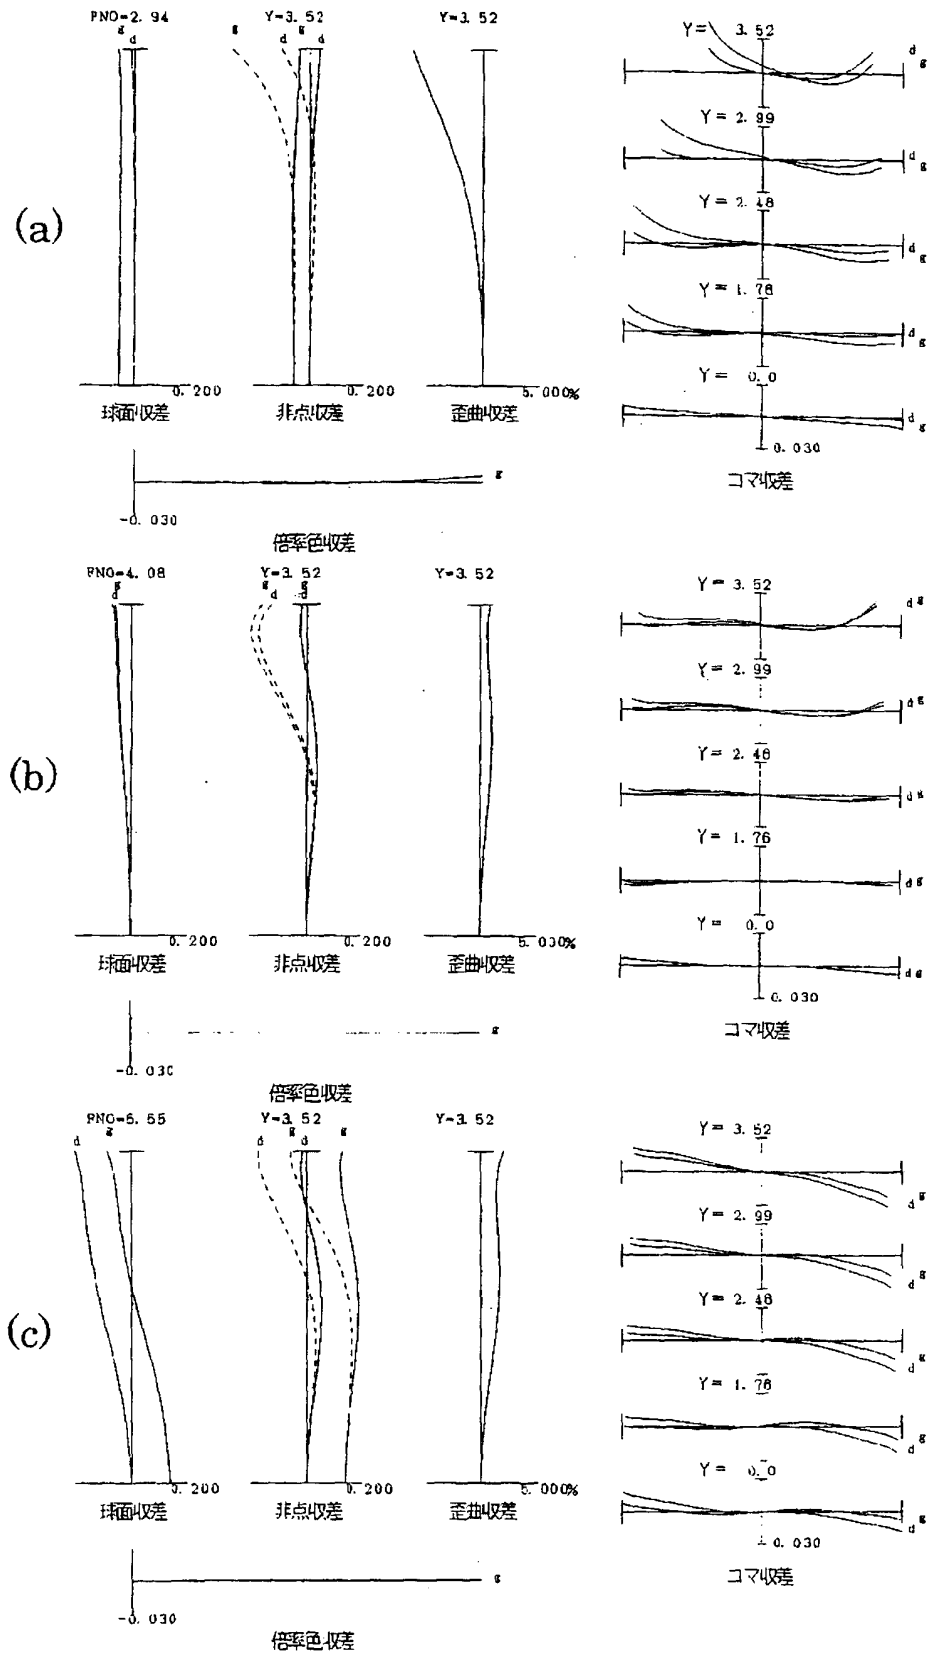 (a)
FNO=2.94
g
d
0.200
球面収差
Y=3.52
g
d
g
d
0.200
非点収差
Y=3.52
5.000%
歪曲収差
g
-0.030
倍率色収差
Y= 3.52
d g
Y= 2.99
d g
Y= 2.48
d g
Y= 1.76
d g
Y= 0.0
d g
0.030
コマ収差
(b)
FNO=4.08
g
d
0.200
球面収差
Y=3.52
g
d
g
d
0.200
非点収差
Y=3.52
5.030%
歪曲収差
g
-0.030
倍率色収差
Y= 3.52
d g
Y= 2.99
d g
Y= 2.48
d g
Y= 1.76
d g
Y= 0.0
d g
0.030
コマ収差
(c)
FNO=5.55
d
g
0.200
球面収差
Y=3.52
d
g
d
g
0.200
非点収差
Y=3.52
5.000%
歪曲収差
g
-0.030
倍率色収差
Y= 3.52
d g
Y= 2.99
d g
Y= 2.48
d g
Y= 1.76
g
d
Y= 0.0
d g
0.030
コマ収差